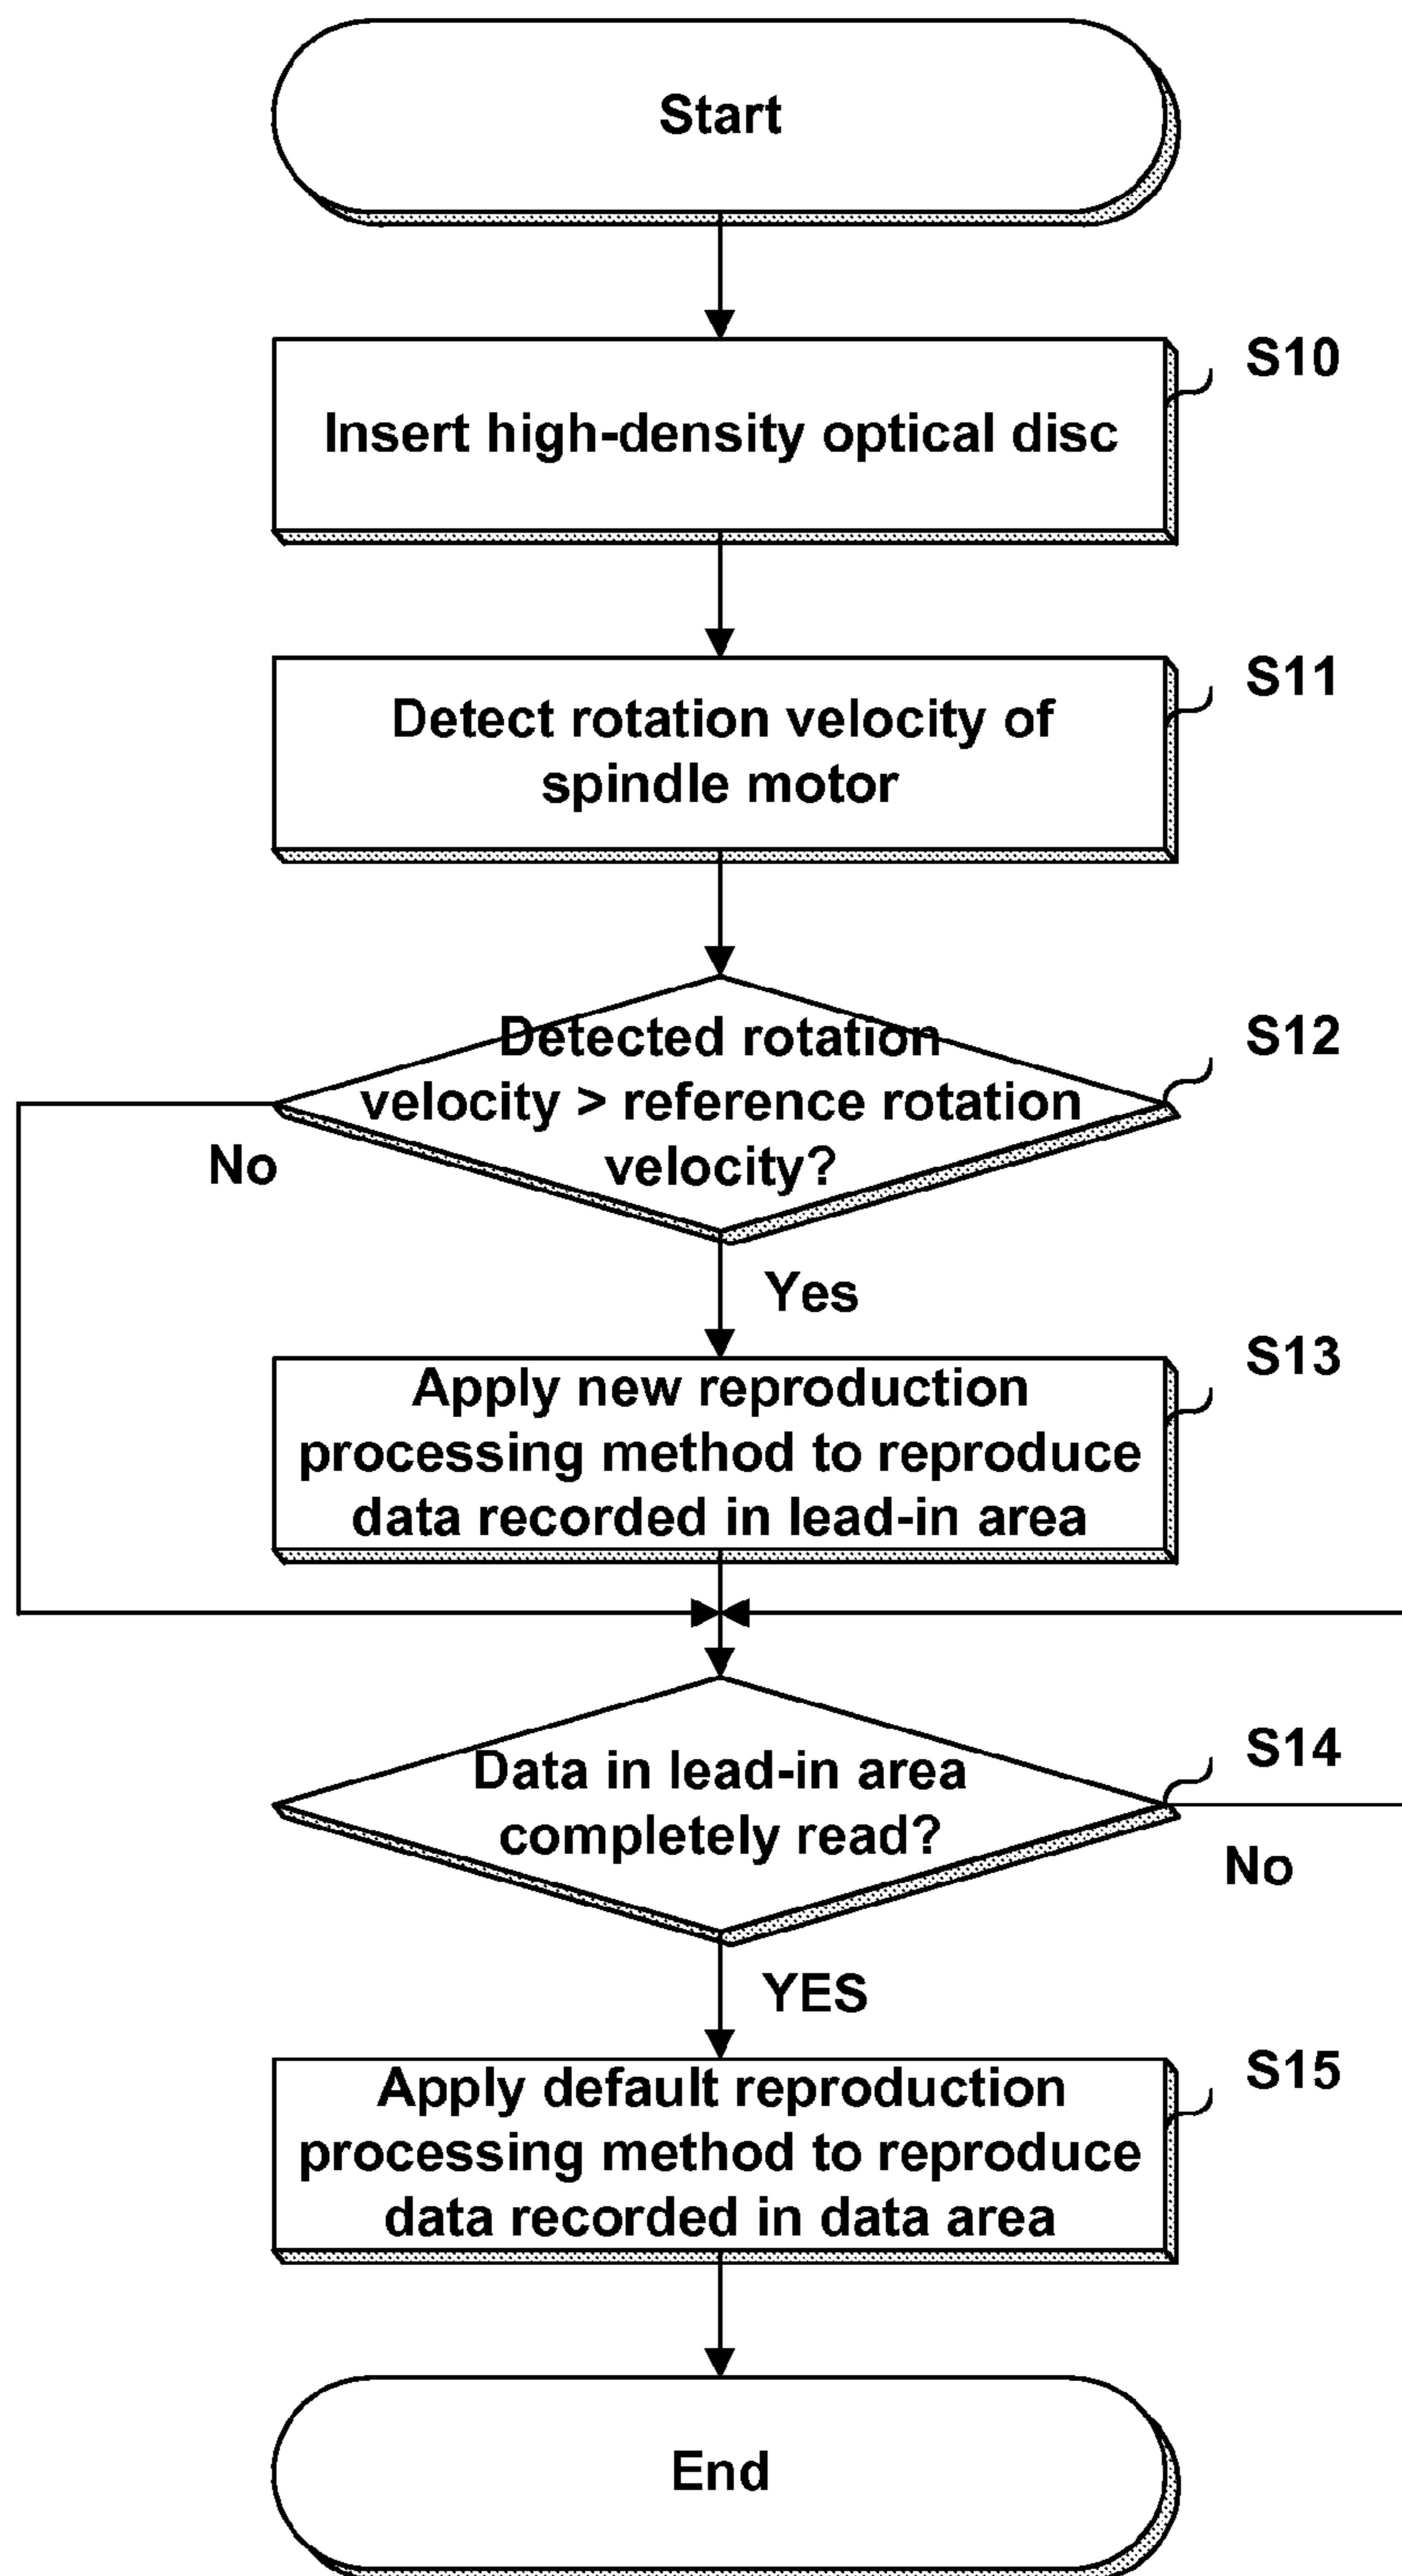 Start
S10
Insert high-density optical disc
S11
Detect rotation velocity of
spindle motor
S12
Detected rotation
velocity > reference rotation
velocity?
No
Yes
S13
Apply new reproduction
processing method to reproduce
data recorded in lead-in area
S14
Data in lead-in area
completely read?
No
YES
S15
Apply default reproduction
processing method to reproduce
data recorded in data area
End